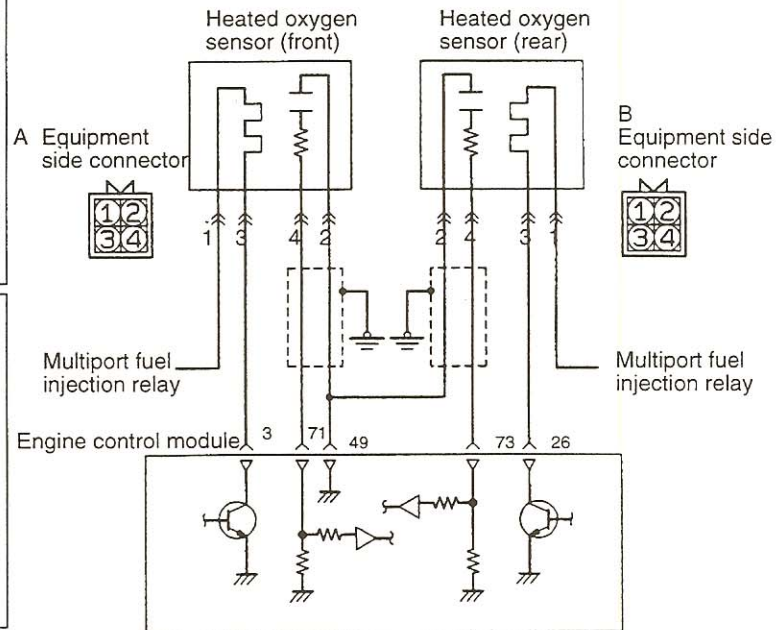 Heated oxygen
sensor (front)
Heated oxygen
sensor (rear)
A Equipment
side connector
1 2
3 4
B
Equipment side
connector
1 2
3 4
1 3 4 2
2 4 3 1
Multiport fuel
injection relay
Multiport fuel
injection relay
Engine control module
3 71 49 73 26